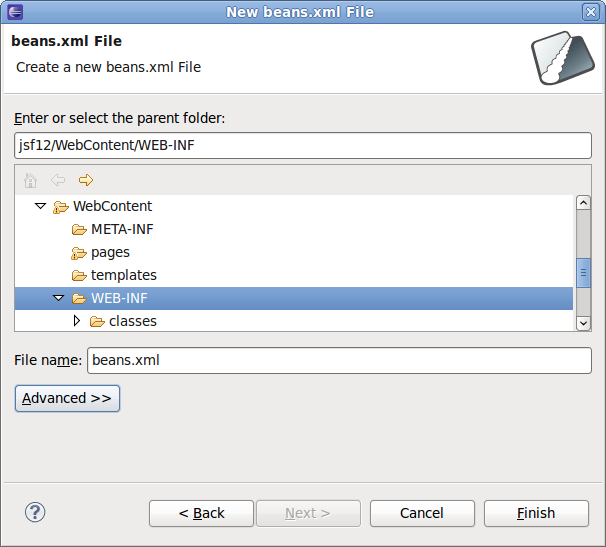 New beans.xml File
beans.xml File
Create a new beans.xml File
Enter or select the parent folder:
jsf12/WebContent/WEB-INF
WebContent
META-INF
pages
templates
WEB-INF
classes
File name: beans.xml
Advanced >>
? < Back Next > Cancel Finish